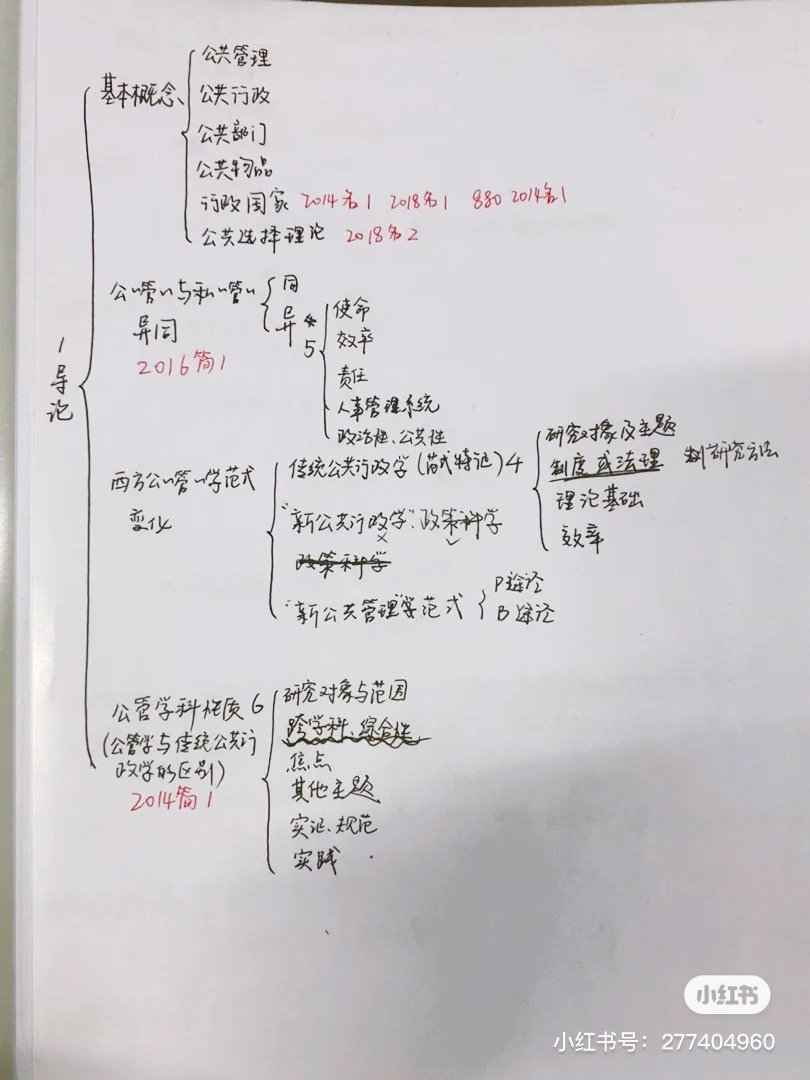 1 导论
基本概念、
公共管理
公共行政
公共部门
公共物品
行政国家 2014名1 2018名1 880 2014名1
公共选择理论 2018名2
公"管"与私"管"
异同
2016简1
同
异 5
使命
效率
责任
人事管理系统
政治性、公共性
西方公"管"学范式
变化
传统公共行政学(范式特征)4
研究对象及主题
制度或法理 研究方法
理论基础
效率
"新公共行政学":政策科学
政策科学
"新公共管理"学范式
P途径
B途径
公管学科性质6
(公管学与传统公共行
政学的区别)
2014简1
研究对象与范围
跨学科、综合性
焦点
其他主题
实证、规范
实践
小红书
小红书号：277404960